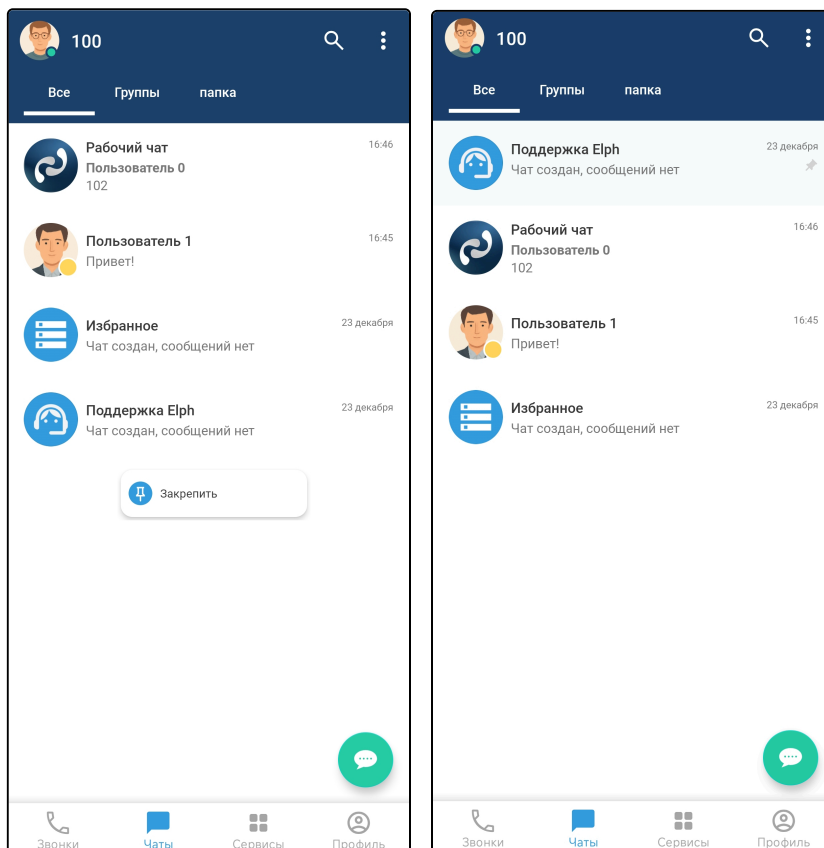 100
Все Группы папка
Рабочий чат 16:46
Пользователь 0
102
Пользователь 1 16:45
Привет!
Избранное 23 декабря
Чат создан, сообщений нет
Поддержка Elph 23 декабря
Чат создан, сообщений нет
Закрепить
Звонки Чаты Сервисы Профиль
100
Все Группы папка
Поддержка Elph 23 декабря
Чат создан, сообщений нет
Рабочий чат 16:46
Пользователь 0
102
Пользователь 1 16:45
Привет!
Избранное 23 декабря
Чат создан, сообщений нет
Звонки Чаты Сервисы Профиль